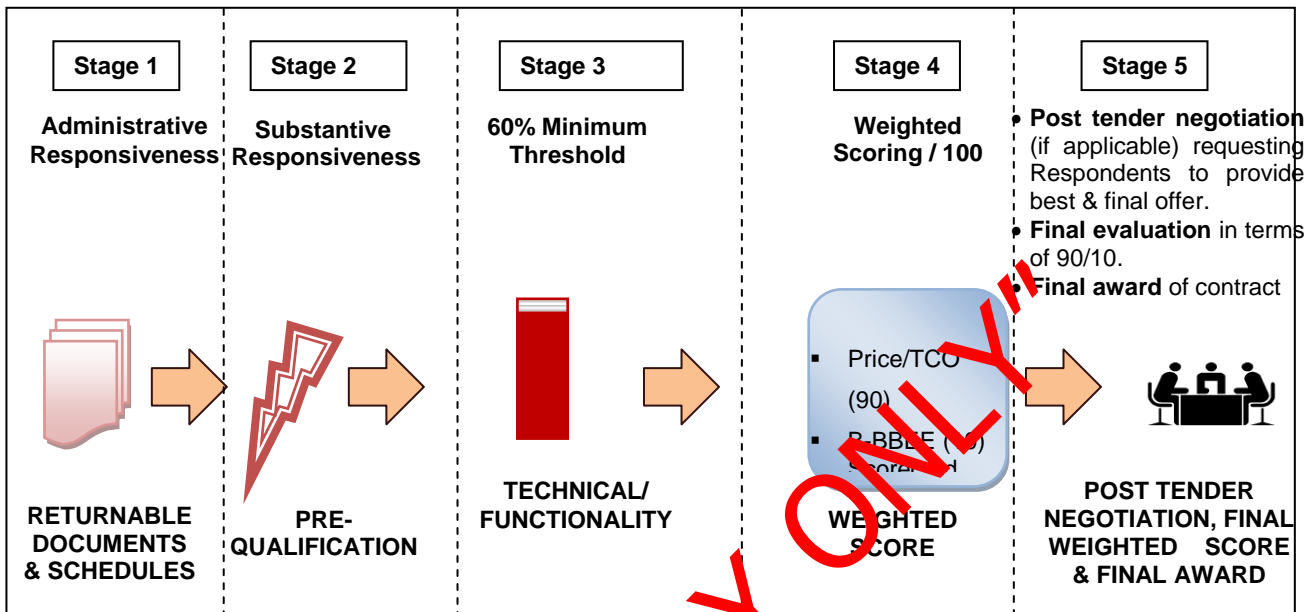 Stage 1
Administrative
Responsiveness
RETURNABLE
DOCUMENTS
& SCHEDULES
Stage 2
Substantive
Responsiveness
PRE-
QUALIFICATION
Stage 3
60% Minimum
Threshold
TECHNICAL/
FUNCTIONALITY
Stage 4
Weighted
Scoring / 100
▪ Price/TCO
(90)
▪ B-BBEE
WEIGHTED
SCORE
Stage 5
• Post tender negotiation
(if applicable) requesting
Respondents to provide
best & final offer.
• Final evaluation in terms
of 90/10.
• Final award of contract
POST TENDER
NEGOTIATION, FINAL
WEIGHTED SCORE
& FINAL AWARD
Y ONLY”